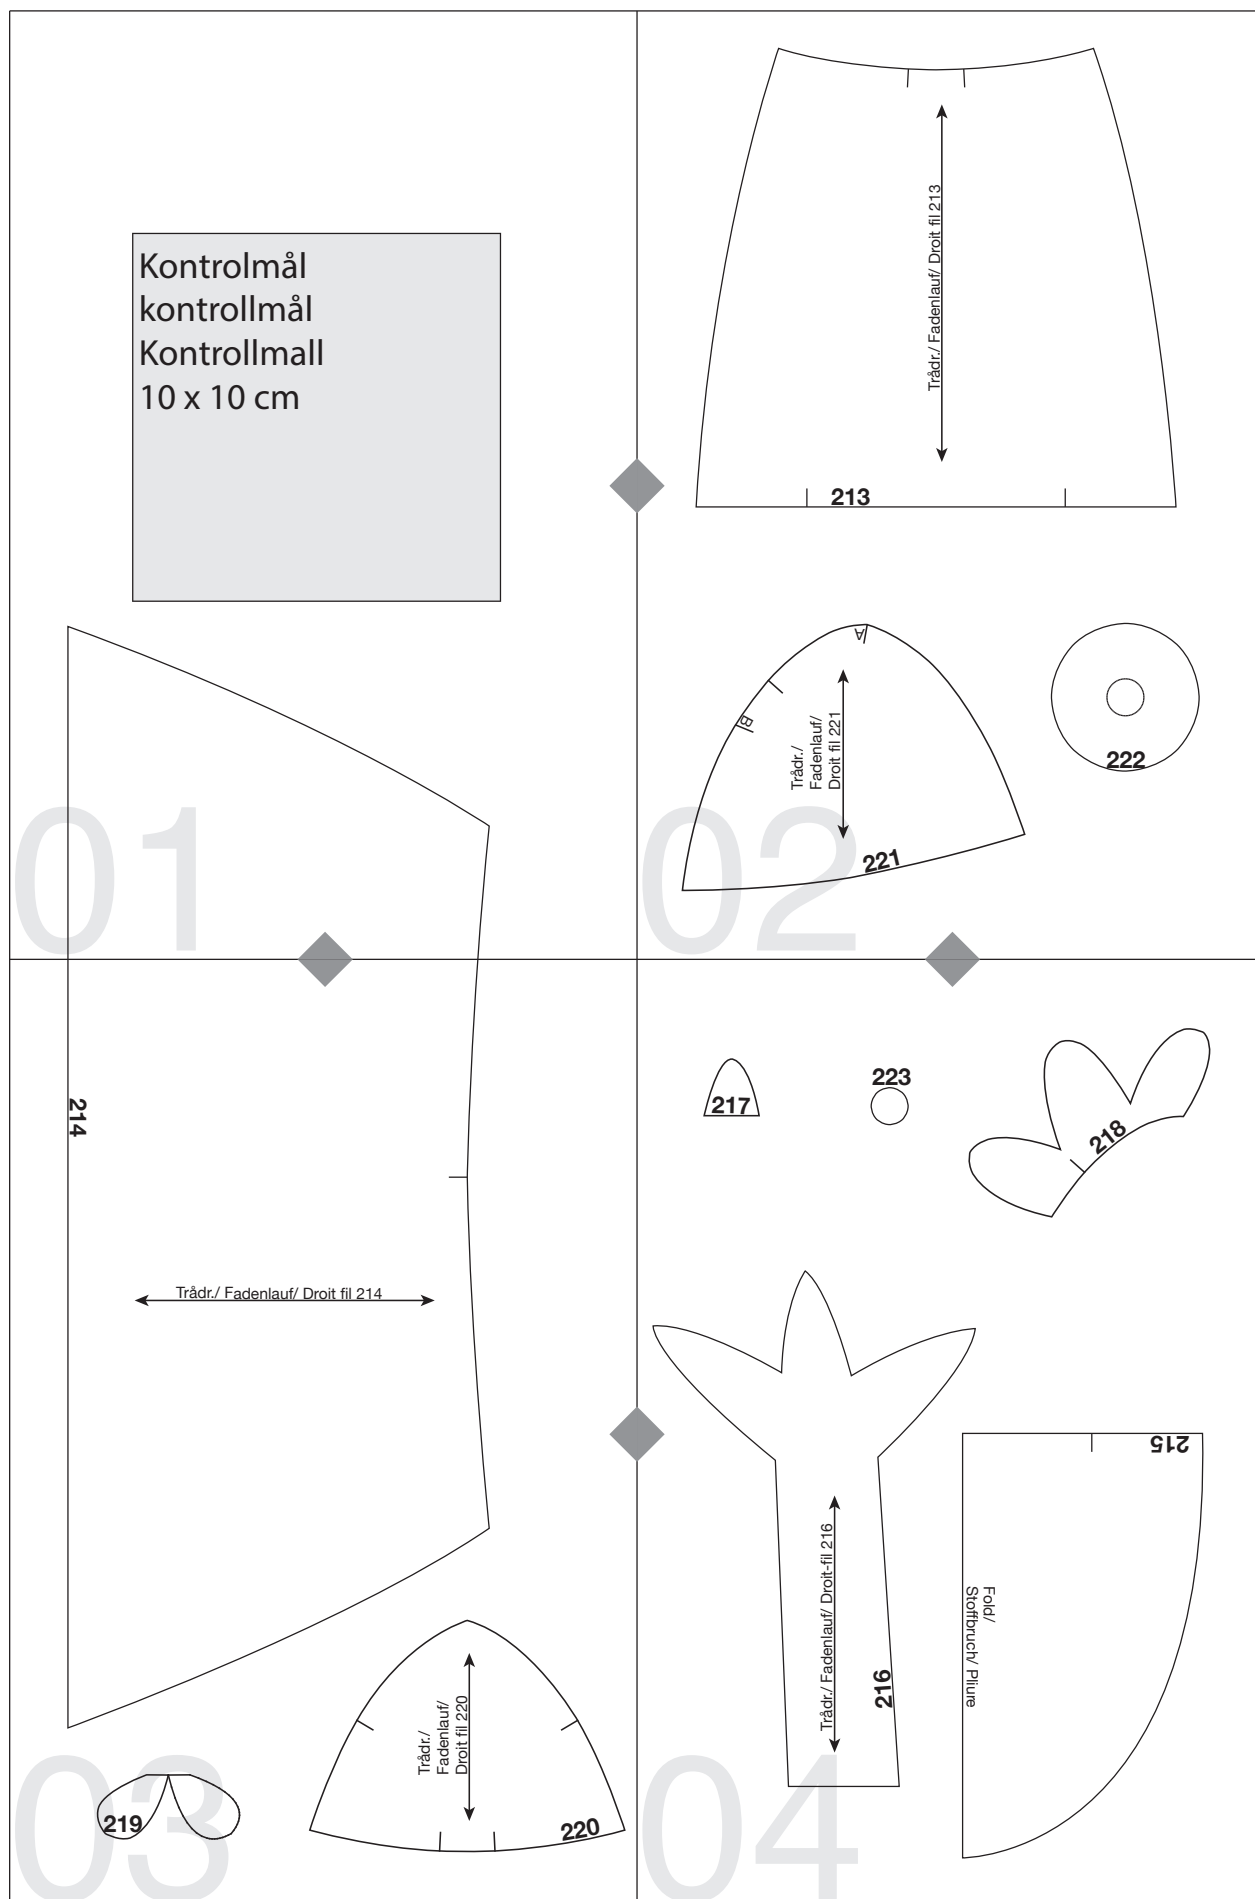 Kontrolmål
kontrollmål
Kontrollmall
10 x 10 cm
01
Trådr./ Fadenlauf/ Droit fil 213
213
A
B
Trådr./
Fadenlauf/
Droit fil 221
221
222
02
214
Trådr./ Fadenlauf/ Droit fil 214
Trådr./
Fadenlauf/
Droit fil 220
220
219
03
217
223
218
Trådr./ Fadenlauf/ Droit-fil 216
216
215
Fold/
Stoffbruch/ Pliure
04